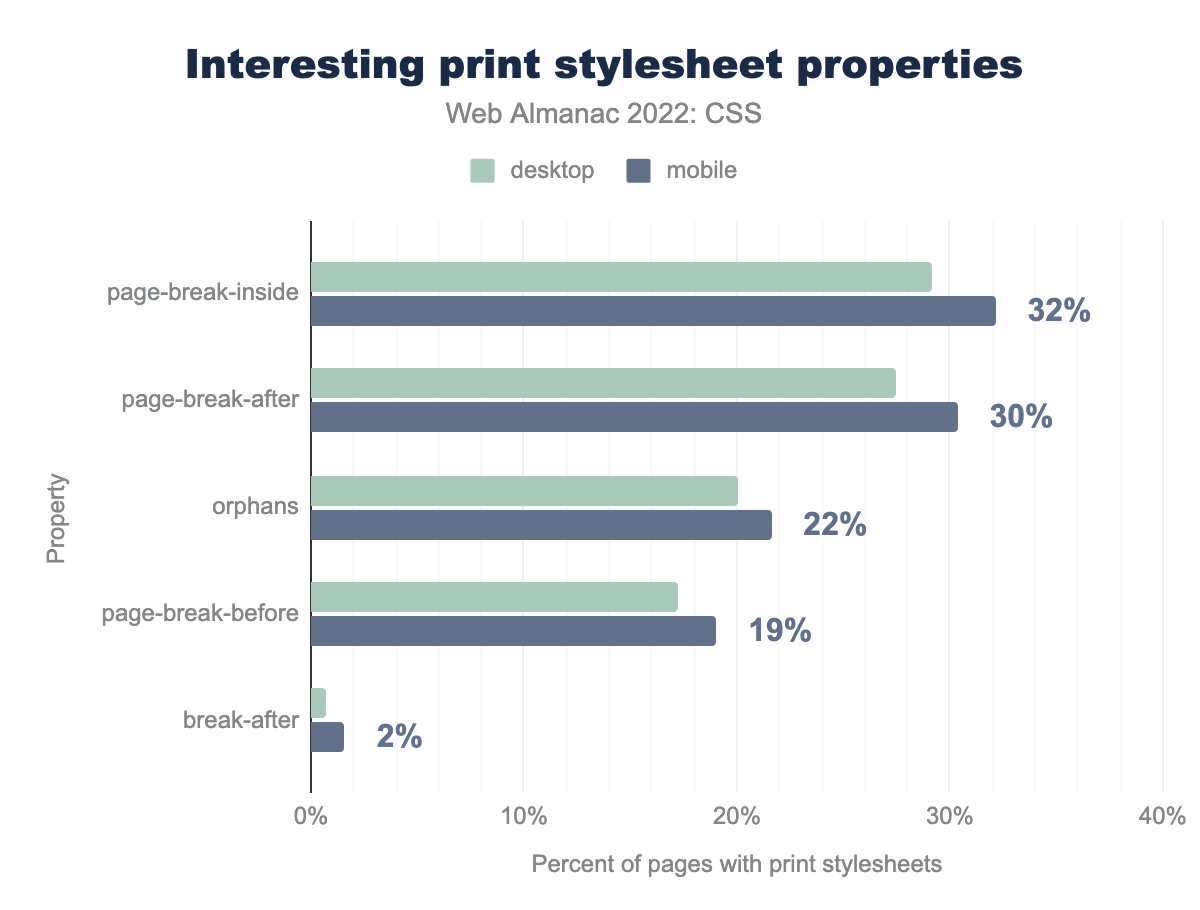 Interesting print stylesheet properties
Web Almanac 2022: CSS
desktop mobile
page-break-inside
32%
page-break-after
30%
orphans
22%
page-break-before
19%
break-after
2%
Property
0% 10% 20% 30% 40%
Percent of pages with print stylesheets